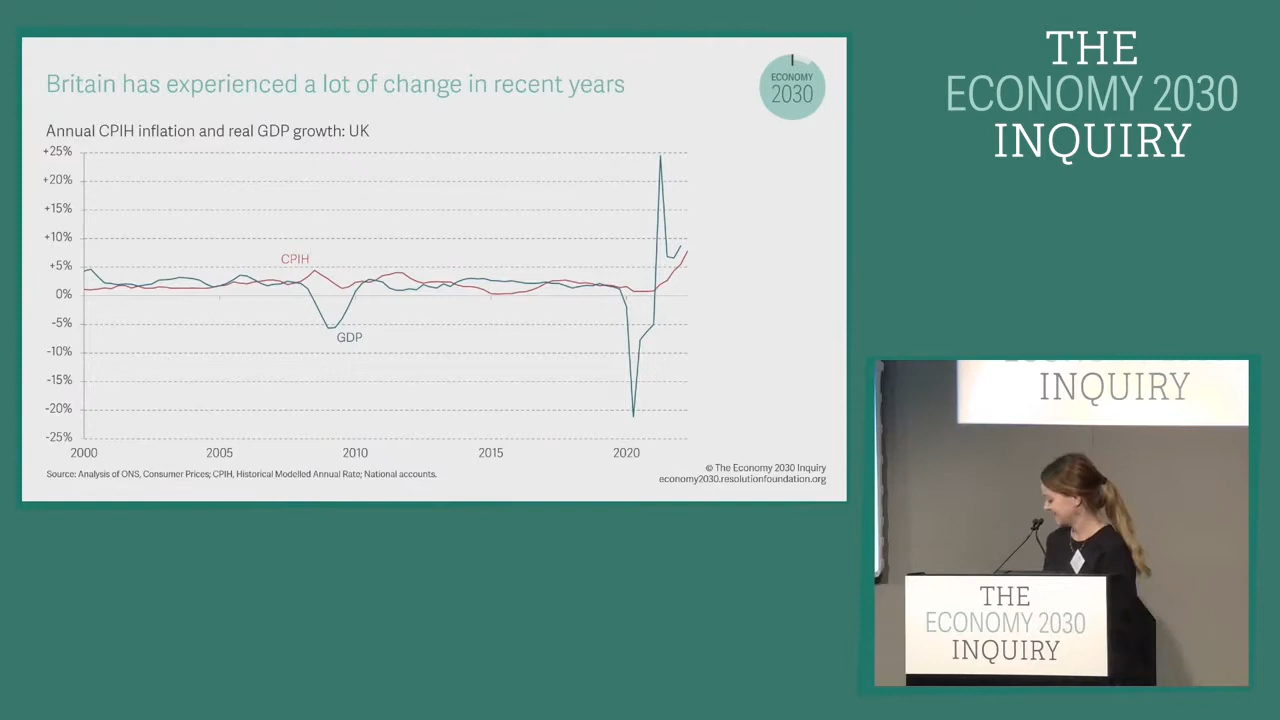 Britain has experienced a lot of change in recent years
ECONOMY
2030
Annual CPIH inflation and real GDP growth: UK
+25%
+20%
+15%
+10%
+5%
0%
-5%
-10%
-15%
-20%
-25%
CPIH
GDP
2000
2005
2010
2015
2020
Source: Analysis of ONS, Consumer Prices; CPIH, Historical Modelled Annual Rate; National accounts.
© The Economy 2030 Inquiry
economy2030.resolutionfoundation.org
THE
ECONOMY 2030
INQUIRY
INQUIRY
THE
ECONOMY 2030
INQUIRY